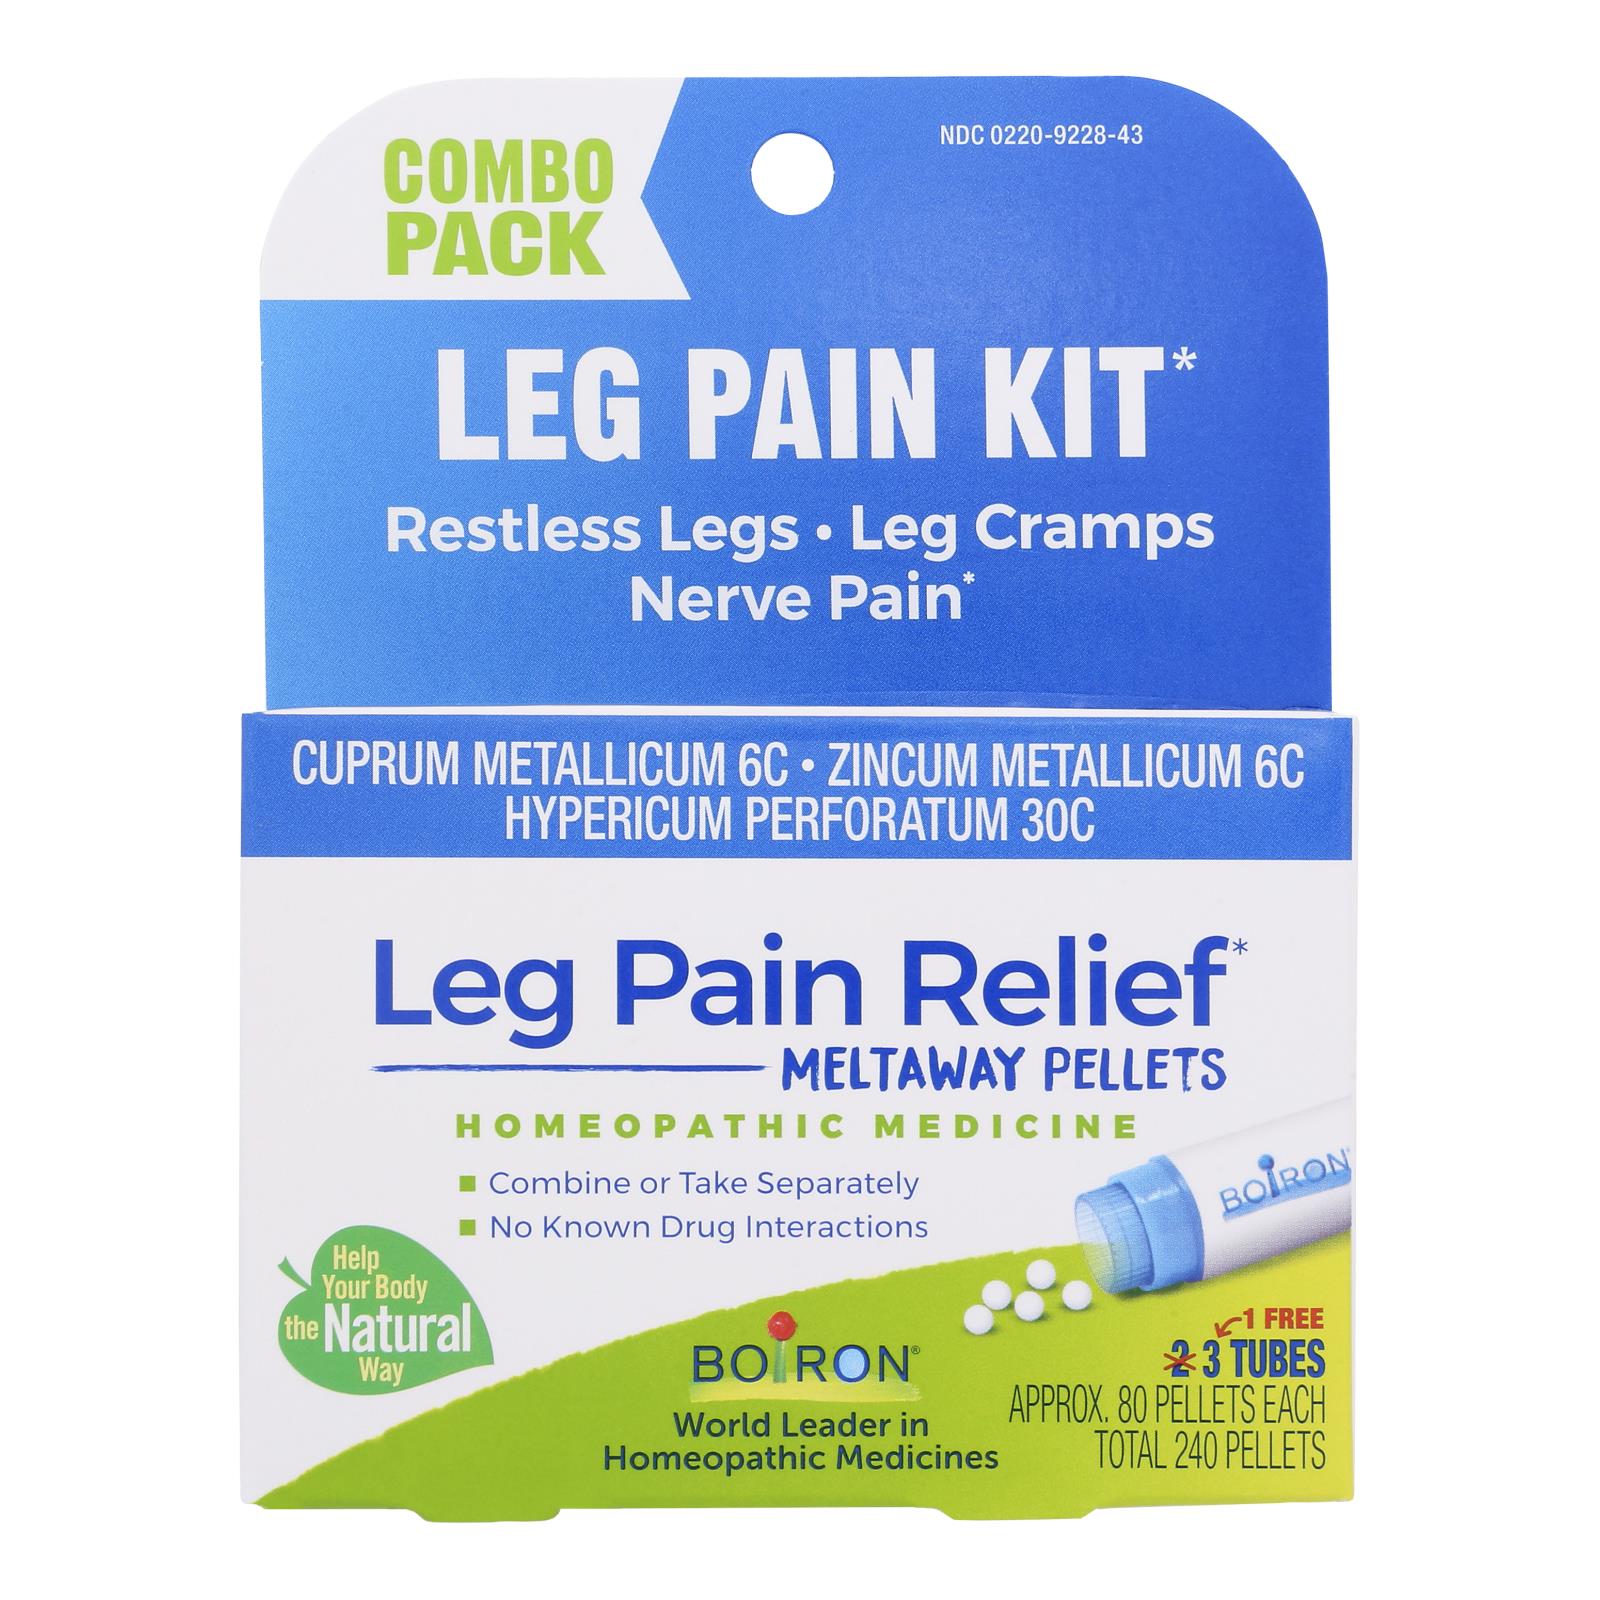 COMBO
PACK
NDC 0220-9228-43
LEG PAIN KIT*
Restless Legs • Leg Cramps
Nerve Pain*
CUPRUM METALLICUM 6C • ZINCUM METALLICUM 6C
HYPERICUM PERFORATUM 30C
Leg Pain Relief*
MELTAWAY PELLETS
HOMEOPATHIC MEDICINE
■ Combine or Take Separately
■ No Known Drug Interactions
BOIRON
Help
Your Body
the Natural
Way
BOIRON®
World Leader in
Homeopathic Medicines
1 FREE
2 3 TUBES
APPROX. 80 PELLETS EACH
TOTAL 240 PELLETS